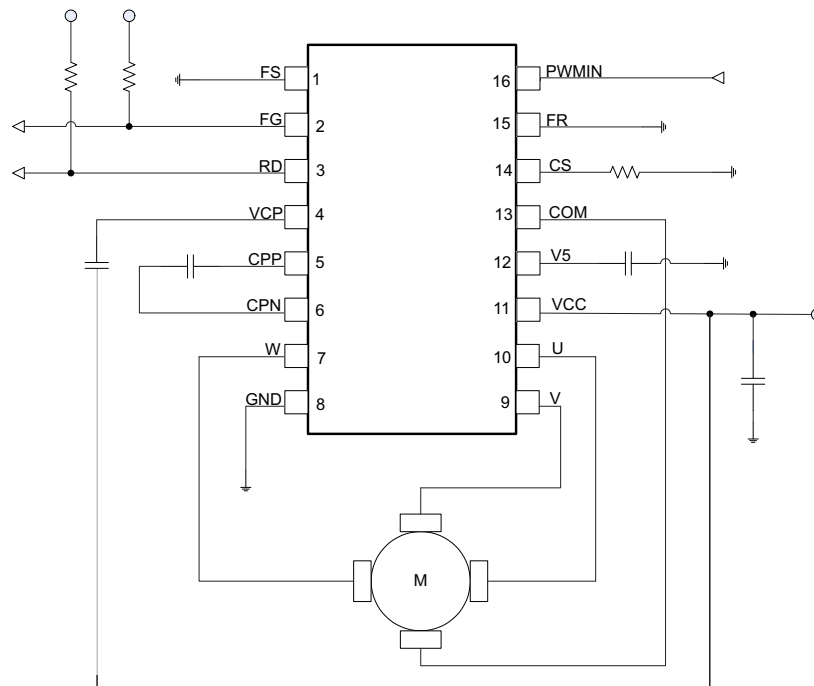 FS 1 16 PWMIN
FG 2 15 FR
RD 3 14 CS
VCP 4 13 COM
CPP 5 12 V5
CPN 6 11 VCC
W 7 10 U
GND 8 9 V
M